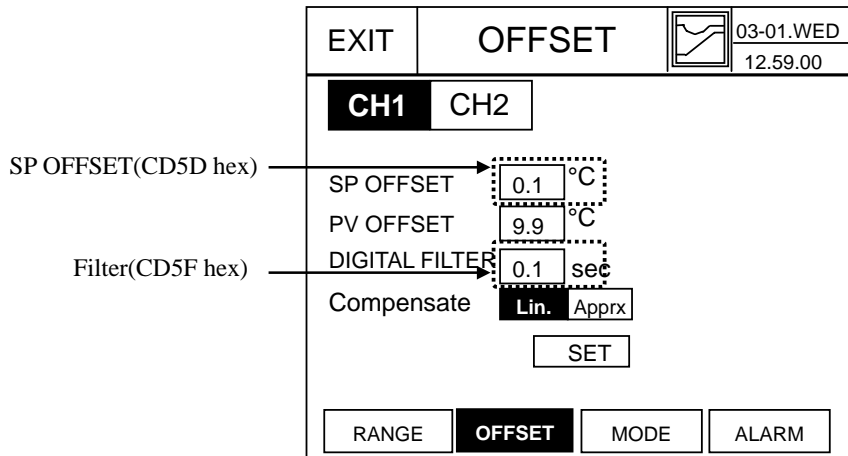 EXIT OFFSET 03-01.WED
12.59.00
CH1 CH2
SP OFFSET(CD5D hex)
SP OFFSET 0.1 °C
PV OFFSET 9.9 °C
Filter(CD5F hex) DIGITAL FILTER 0.1 sec
Compensate Lin. Apprx
SET
RANGE OFFSET MODE ALARM